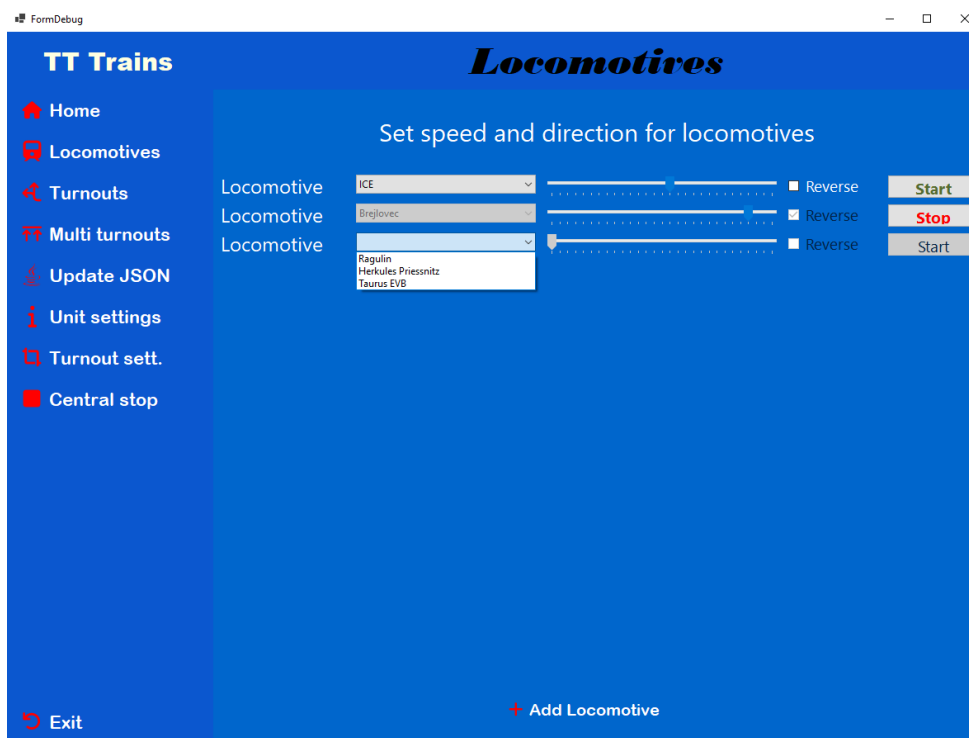 FormDebug
TT Trains
Locomotives
Home
Locomotives
Turnouts
Multi turnouts
Update JSON
Unit settings
Turnout sett.
Central stop
Exit
Set speed and direction for locomotives
Locomotive ICE Reverse Start
Locomotive Brejlovec Reverse Stop
Locomotive Reverse Start
Ragulin
Herkules Priessnitz
Taurus EVB
+ Add Locomotive